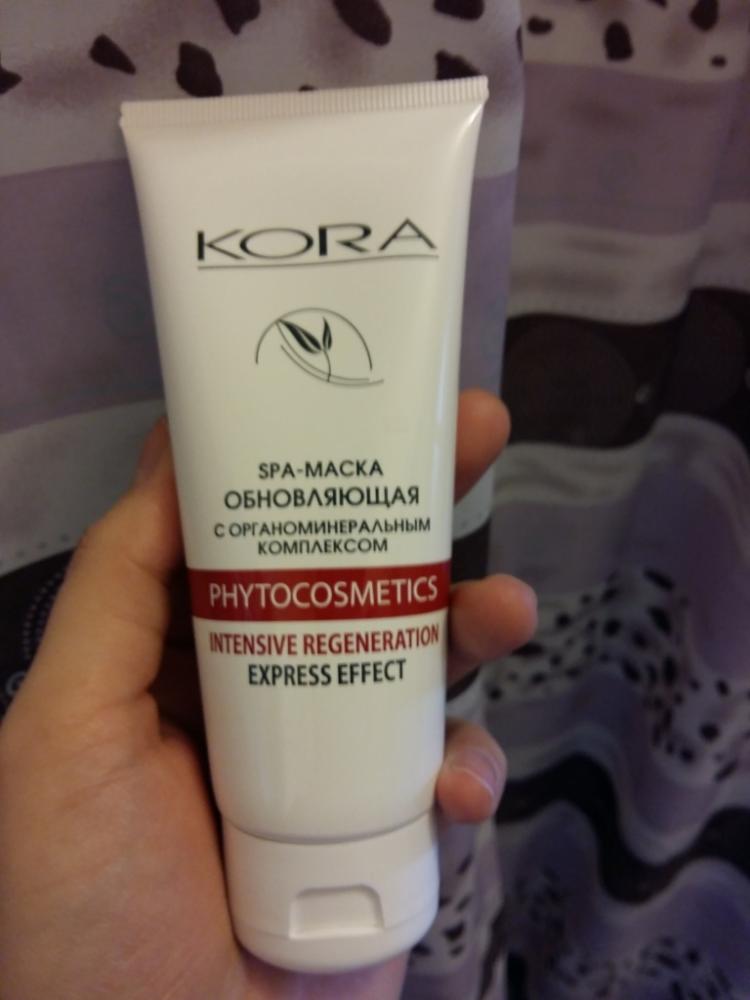 KORA
SPA-МАСКА
ОБНОВЛЯЮЩАЯ
С ОРГАНОМИНЕРАЛЬНЫМ
КОМПЛЕКСОМ
PHYTOCOSMETICS
INTENSIVE REGENERATION
EXPRESS EFFECT